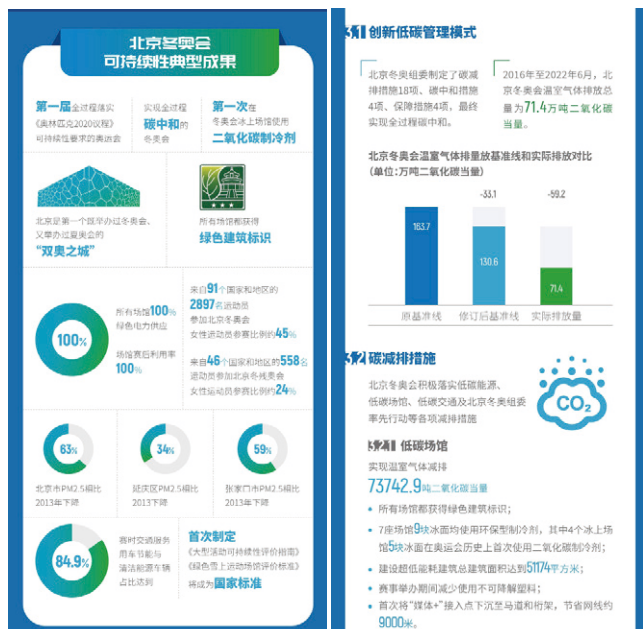 北京冬奥会
可持续性典型成果
第一届全过程落实
《奥林匹克2020议程》
可持续性要求的奥运会
实现全过程
碳中和的
冬奥会
第一次在
冬奥会冰上场馆使用
二氧化碳制冷剂
北京是第一个既举办过冬奥会、
又举办过夏奥会的
“双奥之城”
所有场馆都获得
绿色建筑标识
100%
所有场馆100%
绿色电力供应
场馆赛后利用率
100%
来自91个国家和地区的
2897名运动员
参加北京冬奥会
女性运动员参赛比例约45%
来自46个国家和地区的558名
运动员参加北京冬残奥会
女性运动员参赛比例约24%
63%
北京市PM2.5相比
2013年下降
34%
延庆区PM2.5相比
2013年下降
59%
张家口市PM2.5相比
2013年下降
84.9%
赛时交通服务
用车节能与
清洁能源车辆
占比达到
首次制定
《大型活动可持续性评价指南》
《绿色雪上运动场馆评价标准》
将成为国家标准
创新低碳管理模式
北京冬奥组委制定了碳减
排措施18项、碳中和措施
4项、保障措施4项，最终
实现全过程碳中和。
2016年至2022年6月，北
京冬奥会温室气体排放总
量为71.4万吨二氧化碳
当量。
北京冬奥会温室气体排量放基准线和实际排放对比
（单位：万吨二氧化碳当量）
-33.1
-59.2
163.7
130.6
71.4
原基准线
修订后基准线
实际排放量
碳减排措施
北京冬奥会积极落实低碳能源、
低碳场馆、低碳交通及北京冬奥组委
率先行动等各项碳减排措施
CO₂
低碳场馆
实现温室气体减排
73742.9吨二氧化碳当量
• 所有场馆都获得绿色建筑标识；
• 7座场馆9块冰面均使用环保型制冷剂，其中4个冰上场
馆5块冰面在奥运会历史上首次使用二氧化碳制冷剂；
• 建设超低能耗建筑总建筑面积达到51174平方米；
• 赛事举办期间减少使用不可降解塑料；
• 首次将“媒体+”接入点下沉至马道和桁架，节省网线约
9000米。